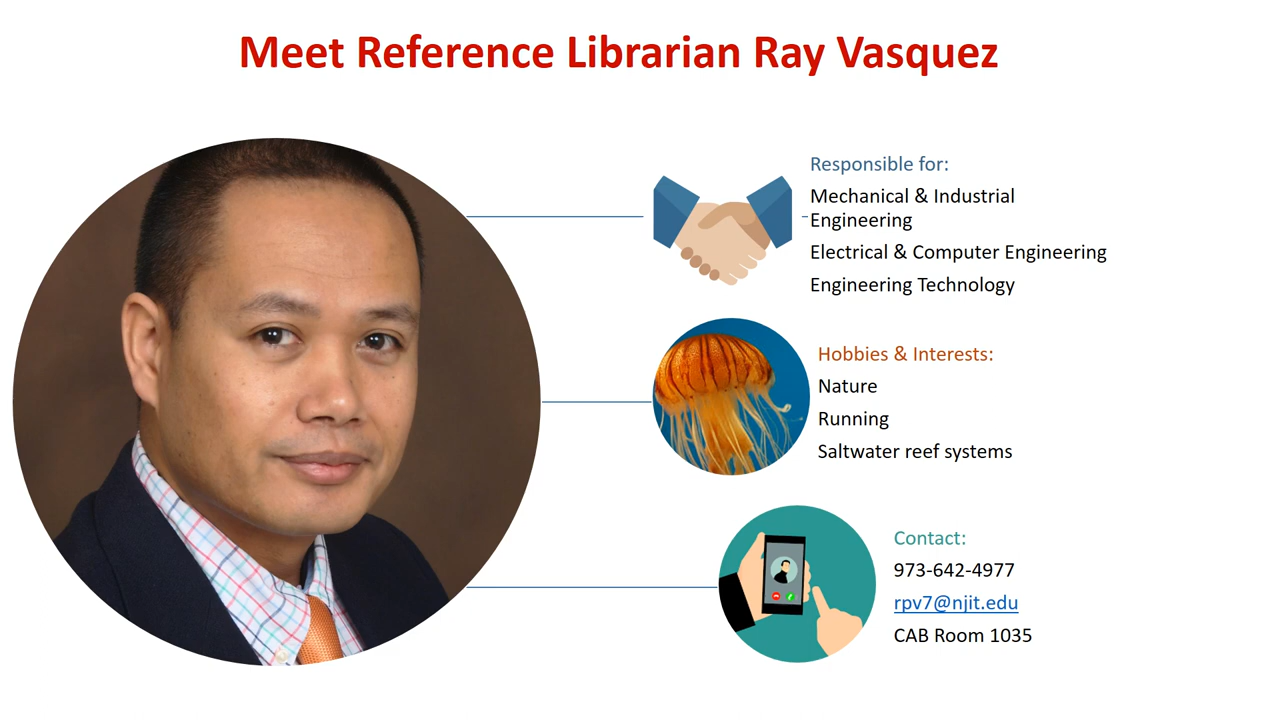 Meet Reference Librarian Ray Vasquez
Responsible for:
Mechanical & Industrial
Engineering
Electrical & Computer Engineering
Engineering Technology
Hobbies & Interests:
Nature
Running
Saltwater reef systems
Contact:
973-642-4977
rpv7@njit.edu
CAB Room 1035